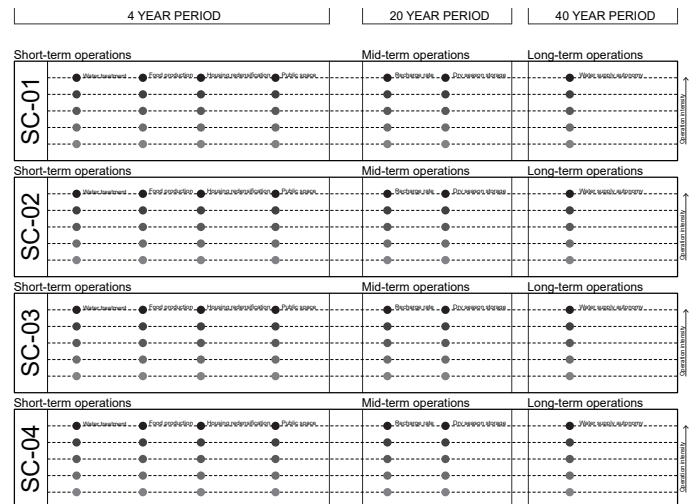 4 YEAR PERIOD 20 YEAR PERIOD 40 YEAR PERIOD
Short-term operations Mid-term operations Long-term operations
SC-01
Water treatment Food production Housing redensification Public space Recharge rate Dry season storage Water supply autonomy
Operation intensity
Short-term operations Mid-term operations Long-term operations
SC-02
Water treatment Food production Housing redensification Public space Recharge rate Dry season storage Water supply autonomy
Operation intensity
Short-term operations Mid-term operations Long-term operations
SC-03
Water treatment Food production Housing redensification Public space Recharge rate Dry season storage Water supply autonomy
Operation intensity
Short-term operations Mid-term operations Long-term operations
SC-04
Water treatment Food production Housing redensification Public space Recharge rate Dry season storage Water supply autonomy
Operation intensity